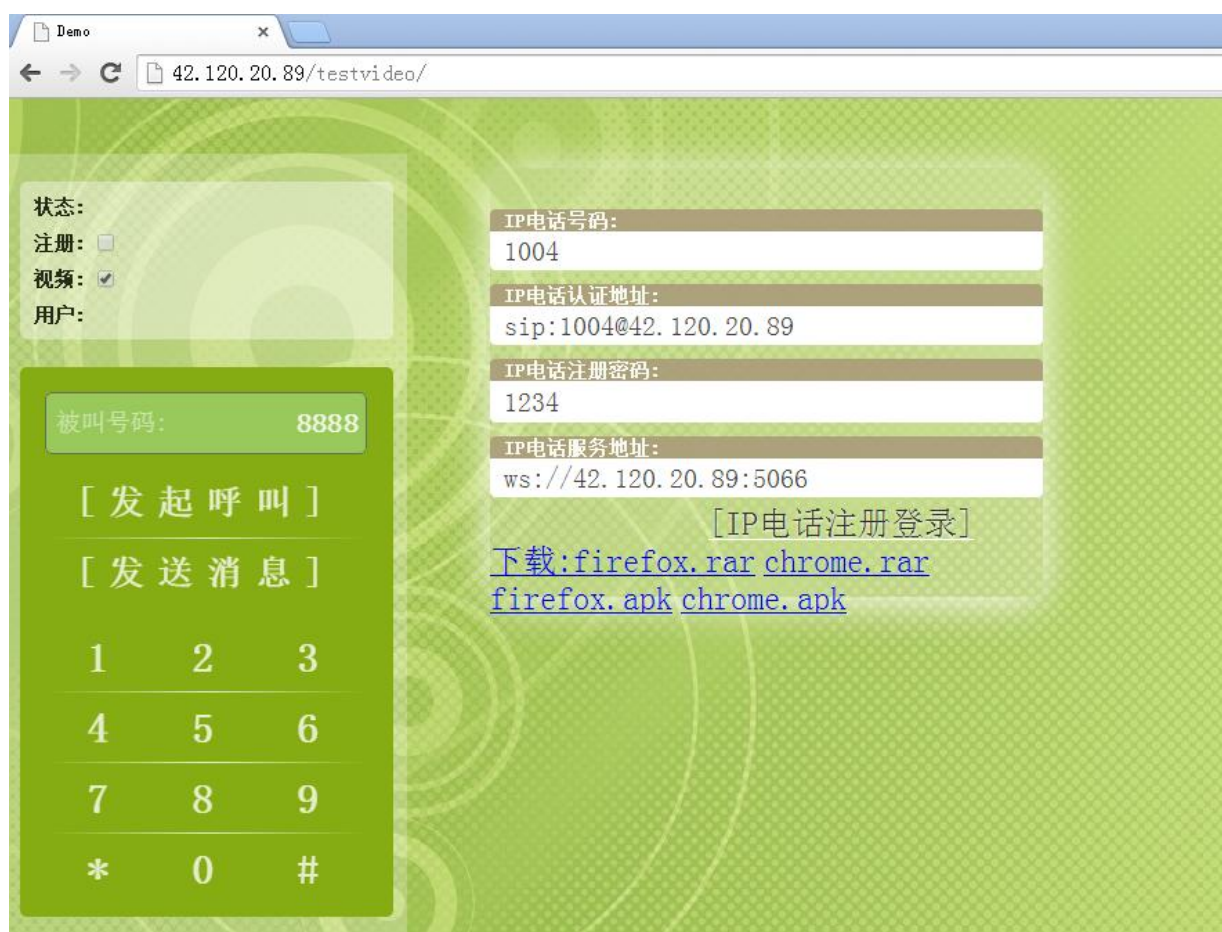 Demo
42.120.20.89/testvideo/
状态:
注册:
视频:
用户:
被叫号码: 8888
[发起呼叫]
[发送消息]
1 2 3
4 5 6
7 8 9
* 0 #
IP电话号码:
1004
IP电话认证地址:
sip:1004@42.120.20.89
IP电话注册密码:
1234
IP电话服务地址:
ws://42.120.20.89:5066
[IP电话注册登录]
下载:firefox.rar chrome.rar
firefox.apk chrome.apk